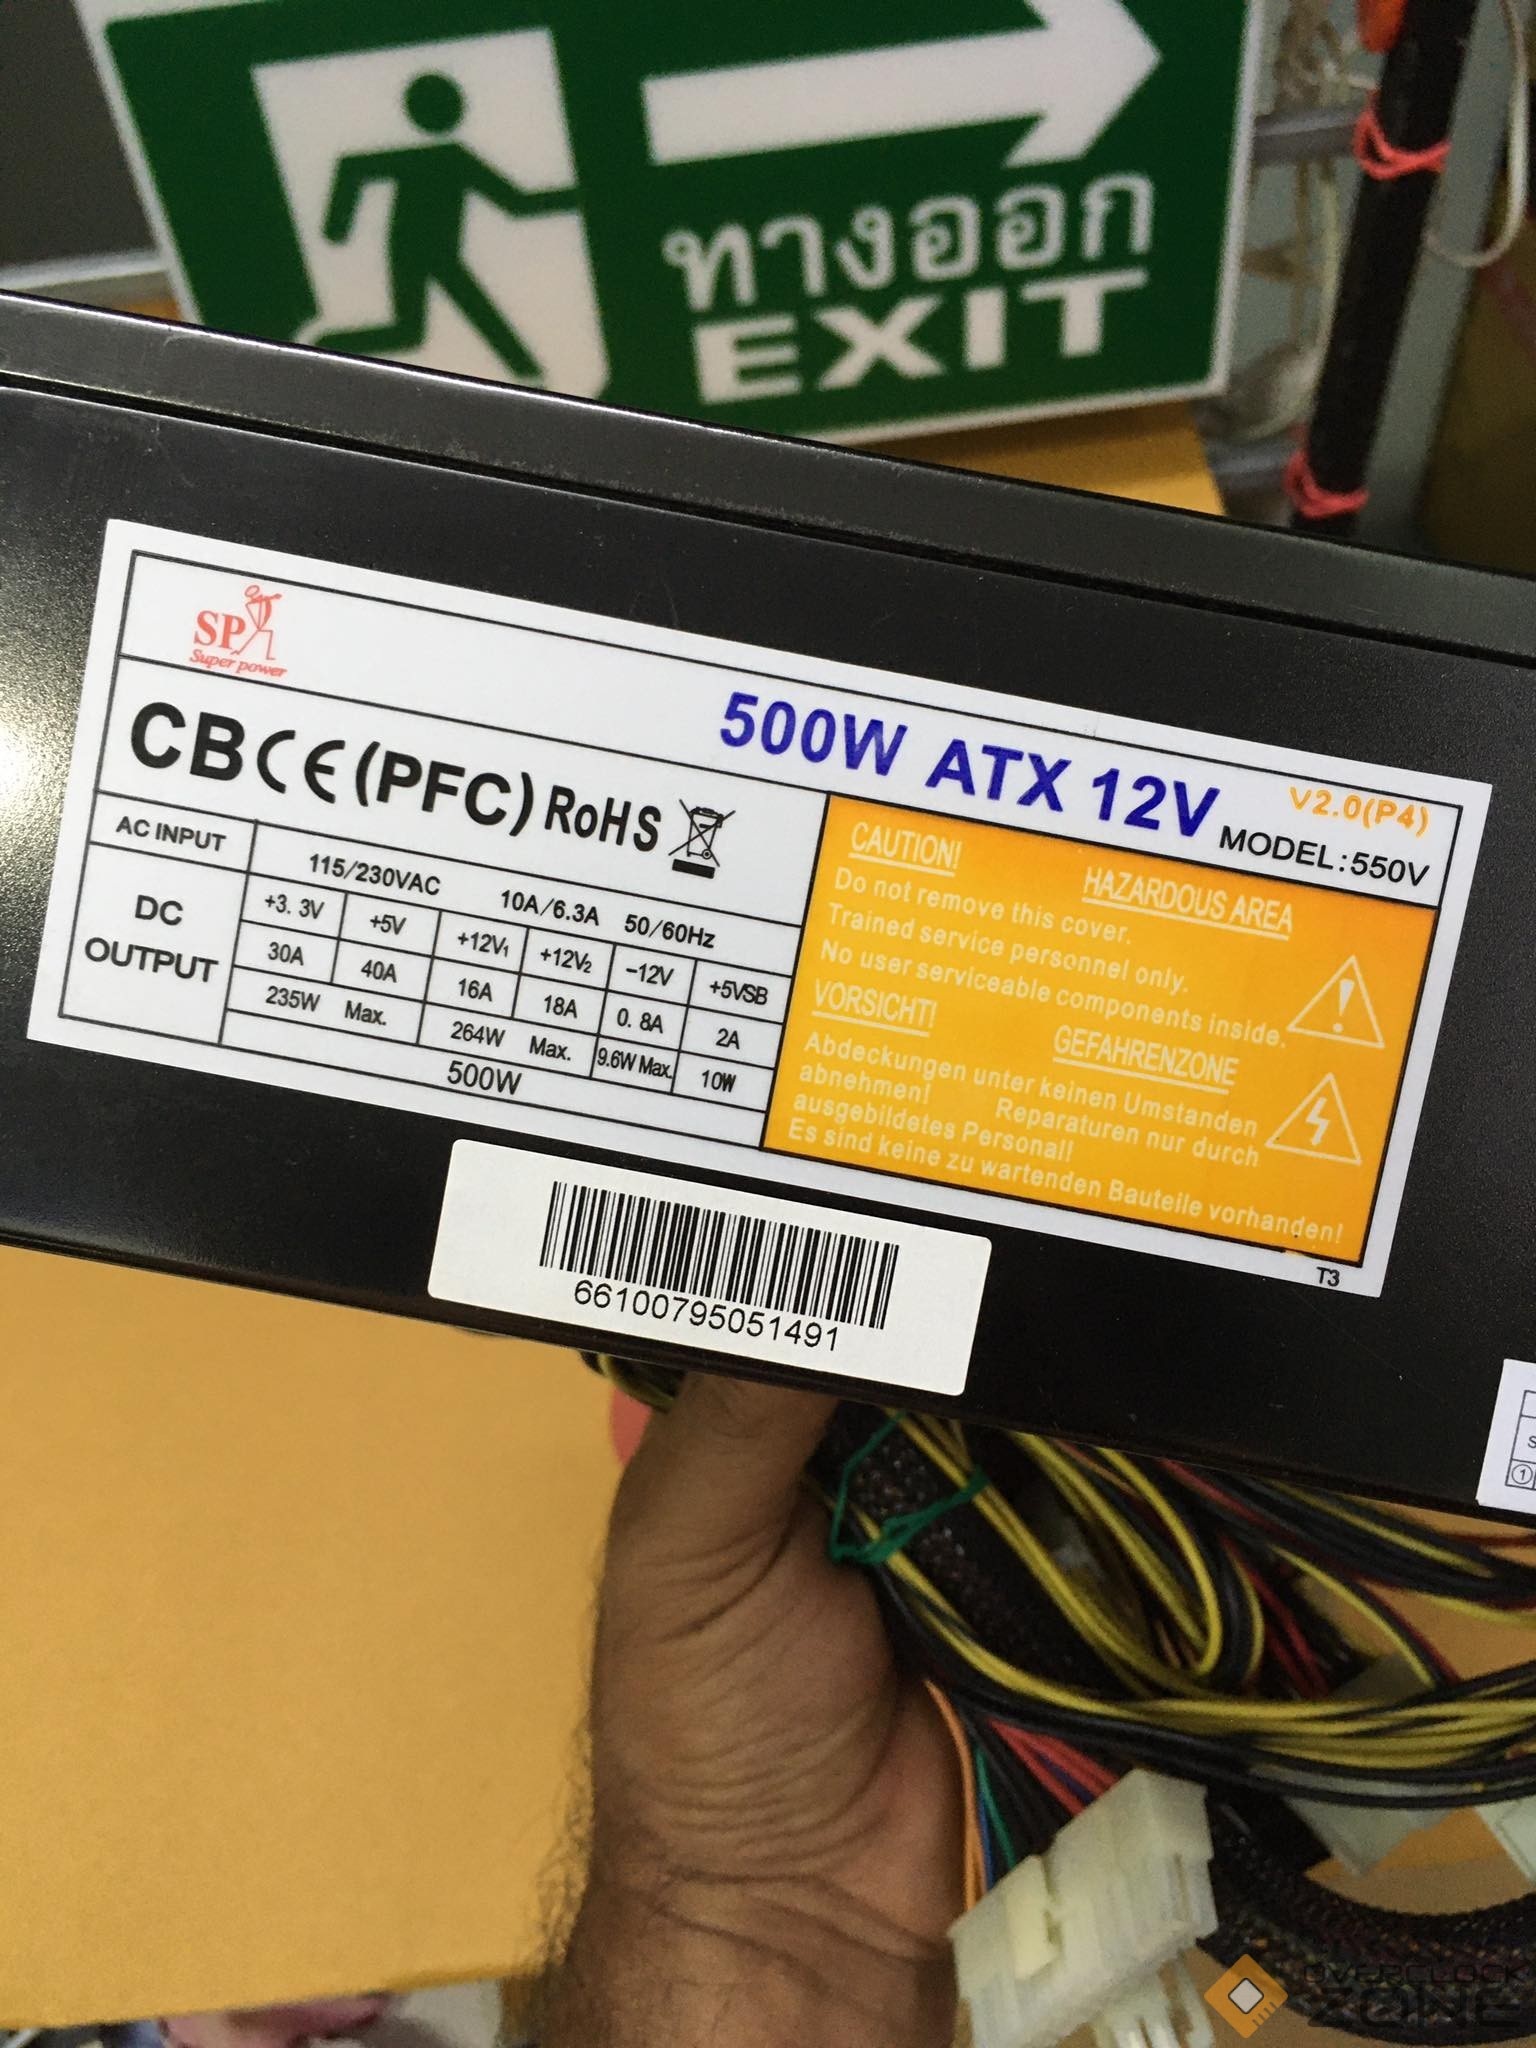 ทางออก
EXIT
SP
Super power
500W ATX 12V
V2.0(P4)
MODEL:550V
CB CE (PFC) RoHS
AC INPUT 115/230VAC 10A/6.3A 50/60Hz
DC OUTPUT
+3.3V +5V +12V1 +12V2 -12V +5VSB
30A 40A 16A 18A 0.8A 2A
235W Max. 264W Max. 9.6W Max. 10W
500W
CAUTION!
HAZARDOUS AREA
Do not remove this cover.
Trained service personnel only.
No user serviceable components inside.
VORSICHT!
GEFAHRENZONE
Abdeckungen unter keinen Umstanden
abnehmen! Reparaturen nur durch
ausgebildetes Personal!
Es sind keine zu wartenden Bauteile vorhanden!
T3
66100795051491
S
1
OVERCLOCK
ZONE